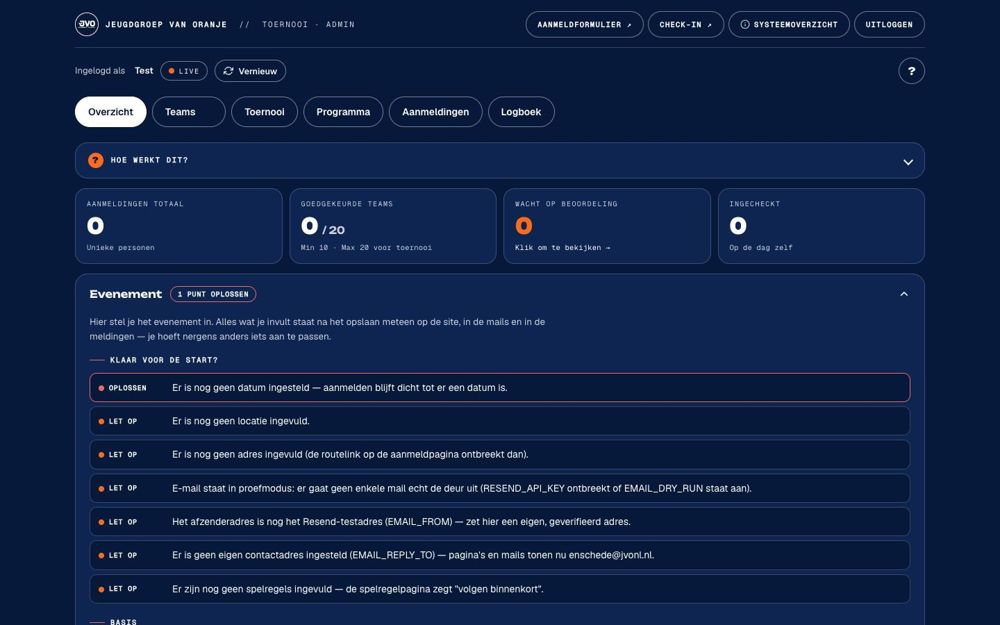 JVO JEUGDGROEP VAN ORANJE // TOERNOOI · ADMIN
AANMELDFORMULIER ↗ CHECK-IN ↗ SYSTEEMOVERZICHT UITLOGGEN
Ingelogd als Test LIVE Vernieuw ?
Overzicht Teams Toernooi Programma Aanmeldingen Logboek
? HOE WERKT DIT?
AANMELDINGEN TOTAAL
0
Unieke personen
GOEDGEKEURDE TEAMS
0 / 20
Min 10 · Max 20 voor toernooi
WACHT OP BEOORDELING
0
Klik om te bekijken →
INGECHECKT
0
Op de dag zelf
Evenement 1 PUNT OPLOSSEN
Hier stel je het evenement in. Alles wat je invult staat na het opslaan meteen op de site, in de mails en in de
meldingen — je hoeft nergens anders iets aan te passen.
KLAAR VOOR DE START?
OPLOSSEN Er is nog geen datum ingesteld — aanmelden blijft dicht tot er een datum is.
LET OP Er is nog geen locatie ingevuld.
LET OP Er is nog geen adres ingevuld (de routelink op de aanmeldpagina ontbreekt dan).
LET OP E-mail staat in proefmodus: er gaat geen enkele mail echt de deur uit (RESEND_API_KEY ontbreekt of EMAIL_DRY_RUN staat aan).
LET OP Het afzenderadres is nog het Resend-testadres (EMAIL_FROM) — zet hier een eigen, geverifieerd adres.
LET OP Er is geen eigen contactadres ingesteld (EMAIL_REPLY_TO) — pagina's en mails tonen nu enschede@jvonl.nl.
LET OP Er zijn nog geen spelregels ingevuld — de spelregelpagina zegt "volgen binnenkort".
BASIS